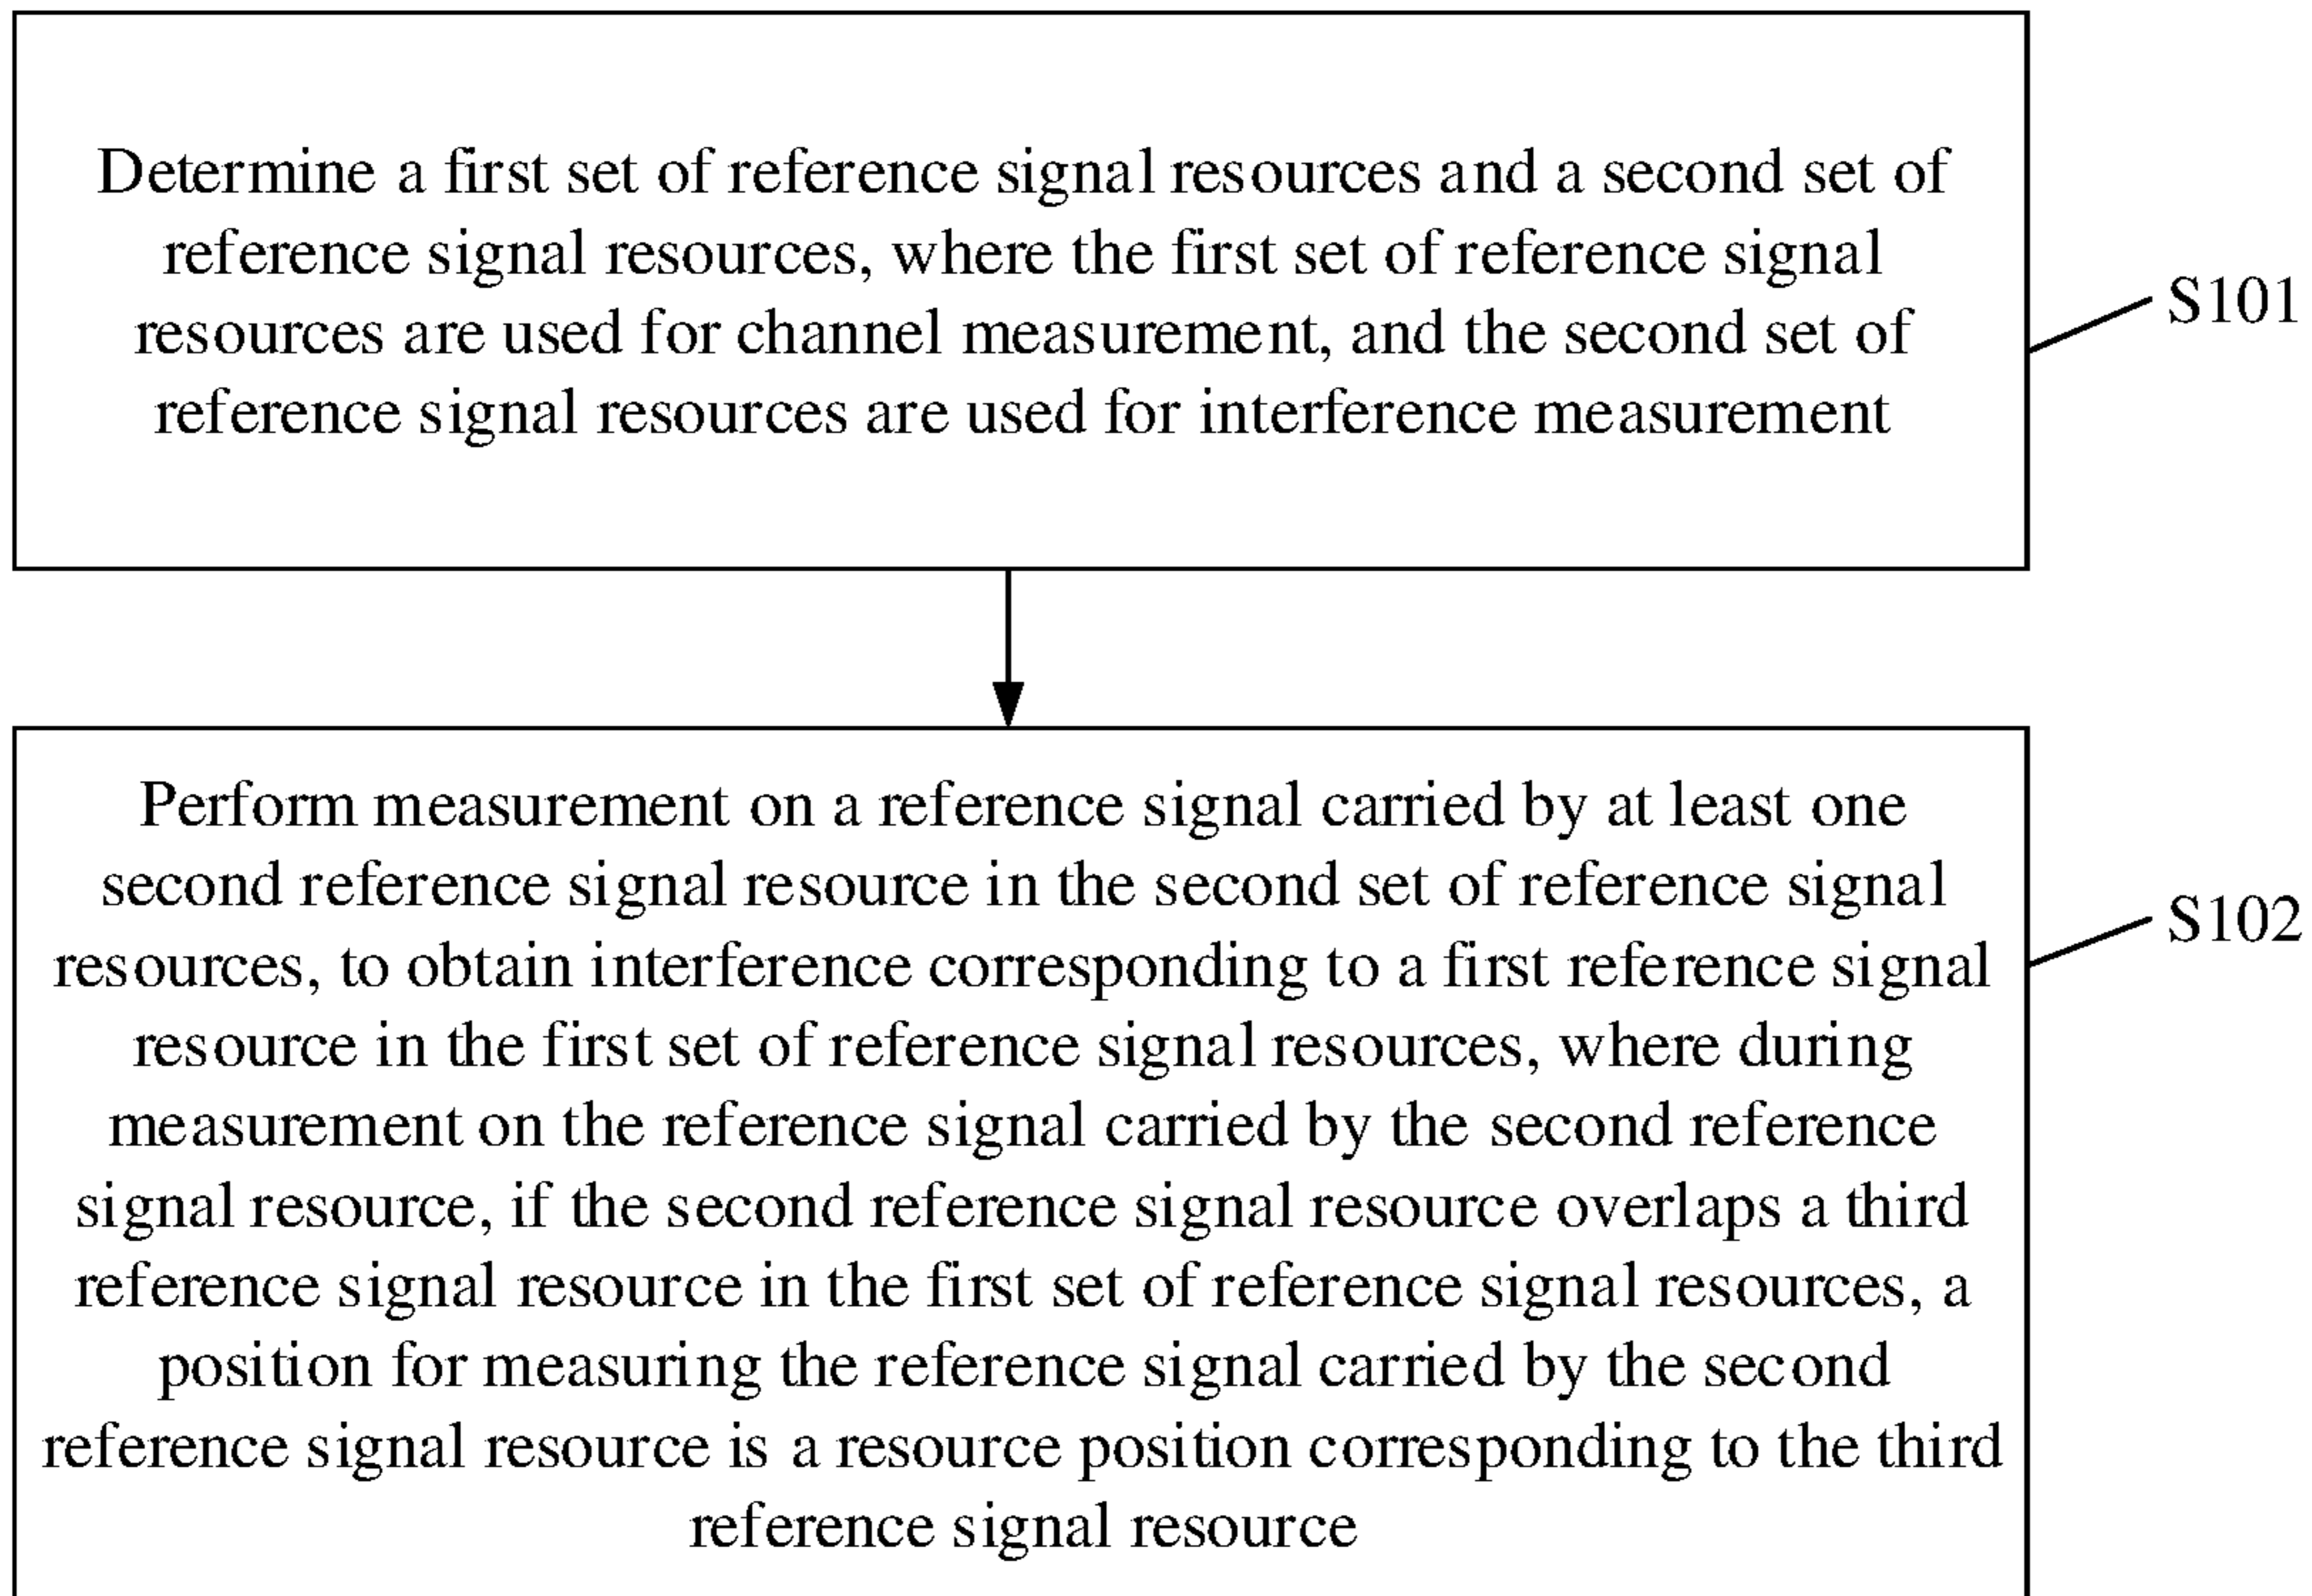 Determine a first set of reference signal resources and a second set of
reference signal resources, where the first set of reference signal
resources are used for channel measurement, and the second set of
reference signal resources are used for interference measurement
S101
Perform measurement on a reference signal carried by at least one
second reference signal resource in the second set of reference signal
resources, to obtain interference corresponding to a first reference signal
resource in the first set of reference signal resources, where during
measurement on the reference signal carried by the second reference
signal resource, if the second reference signal resource overlaps a third
reference signal resource in the first set of reference signal resources, a
position for measuring the reference signal carried by the second
reference signal resource is a resource position corresponding to the third
reference signal resource
S102